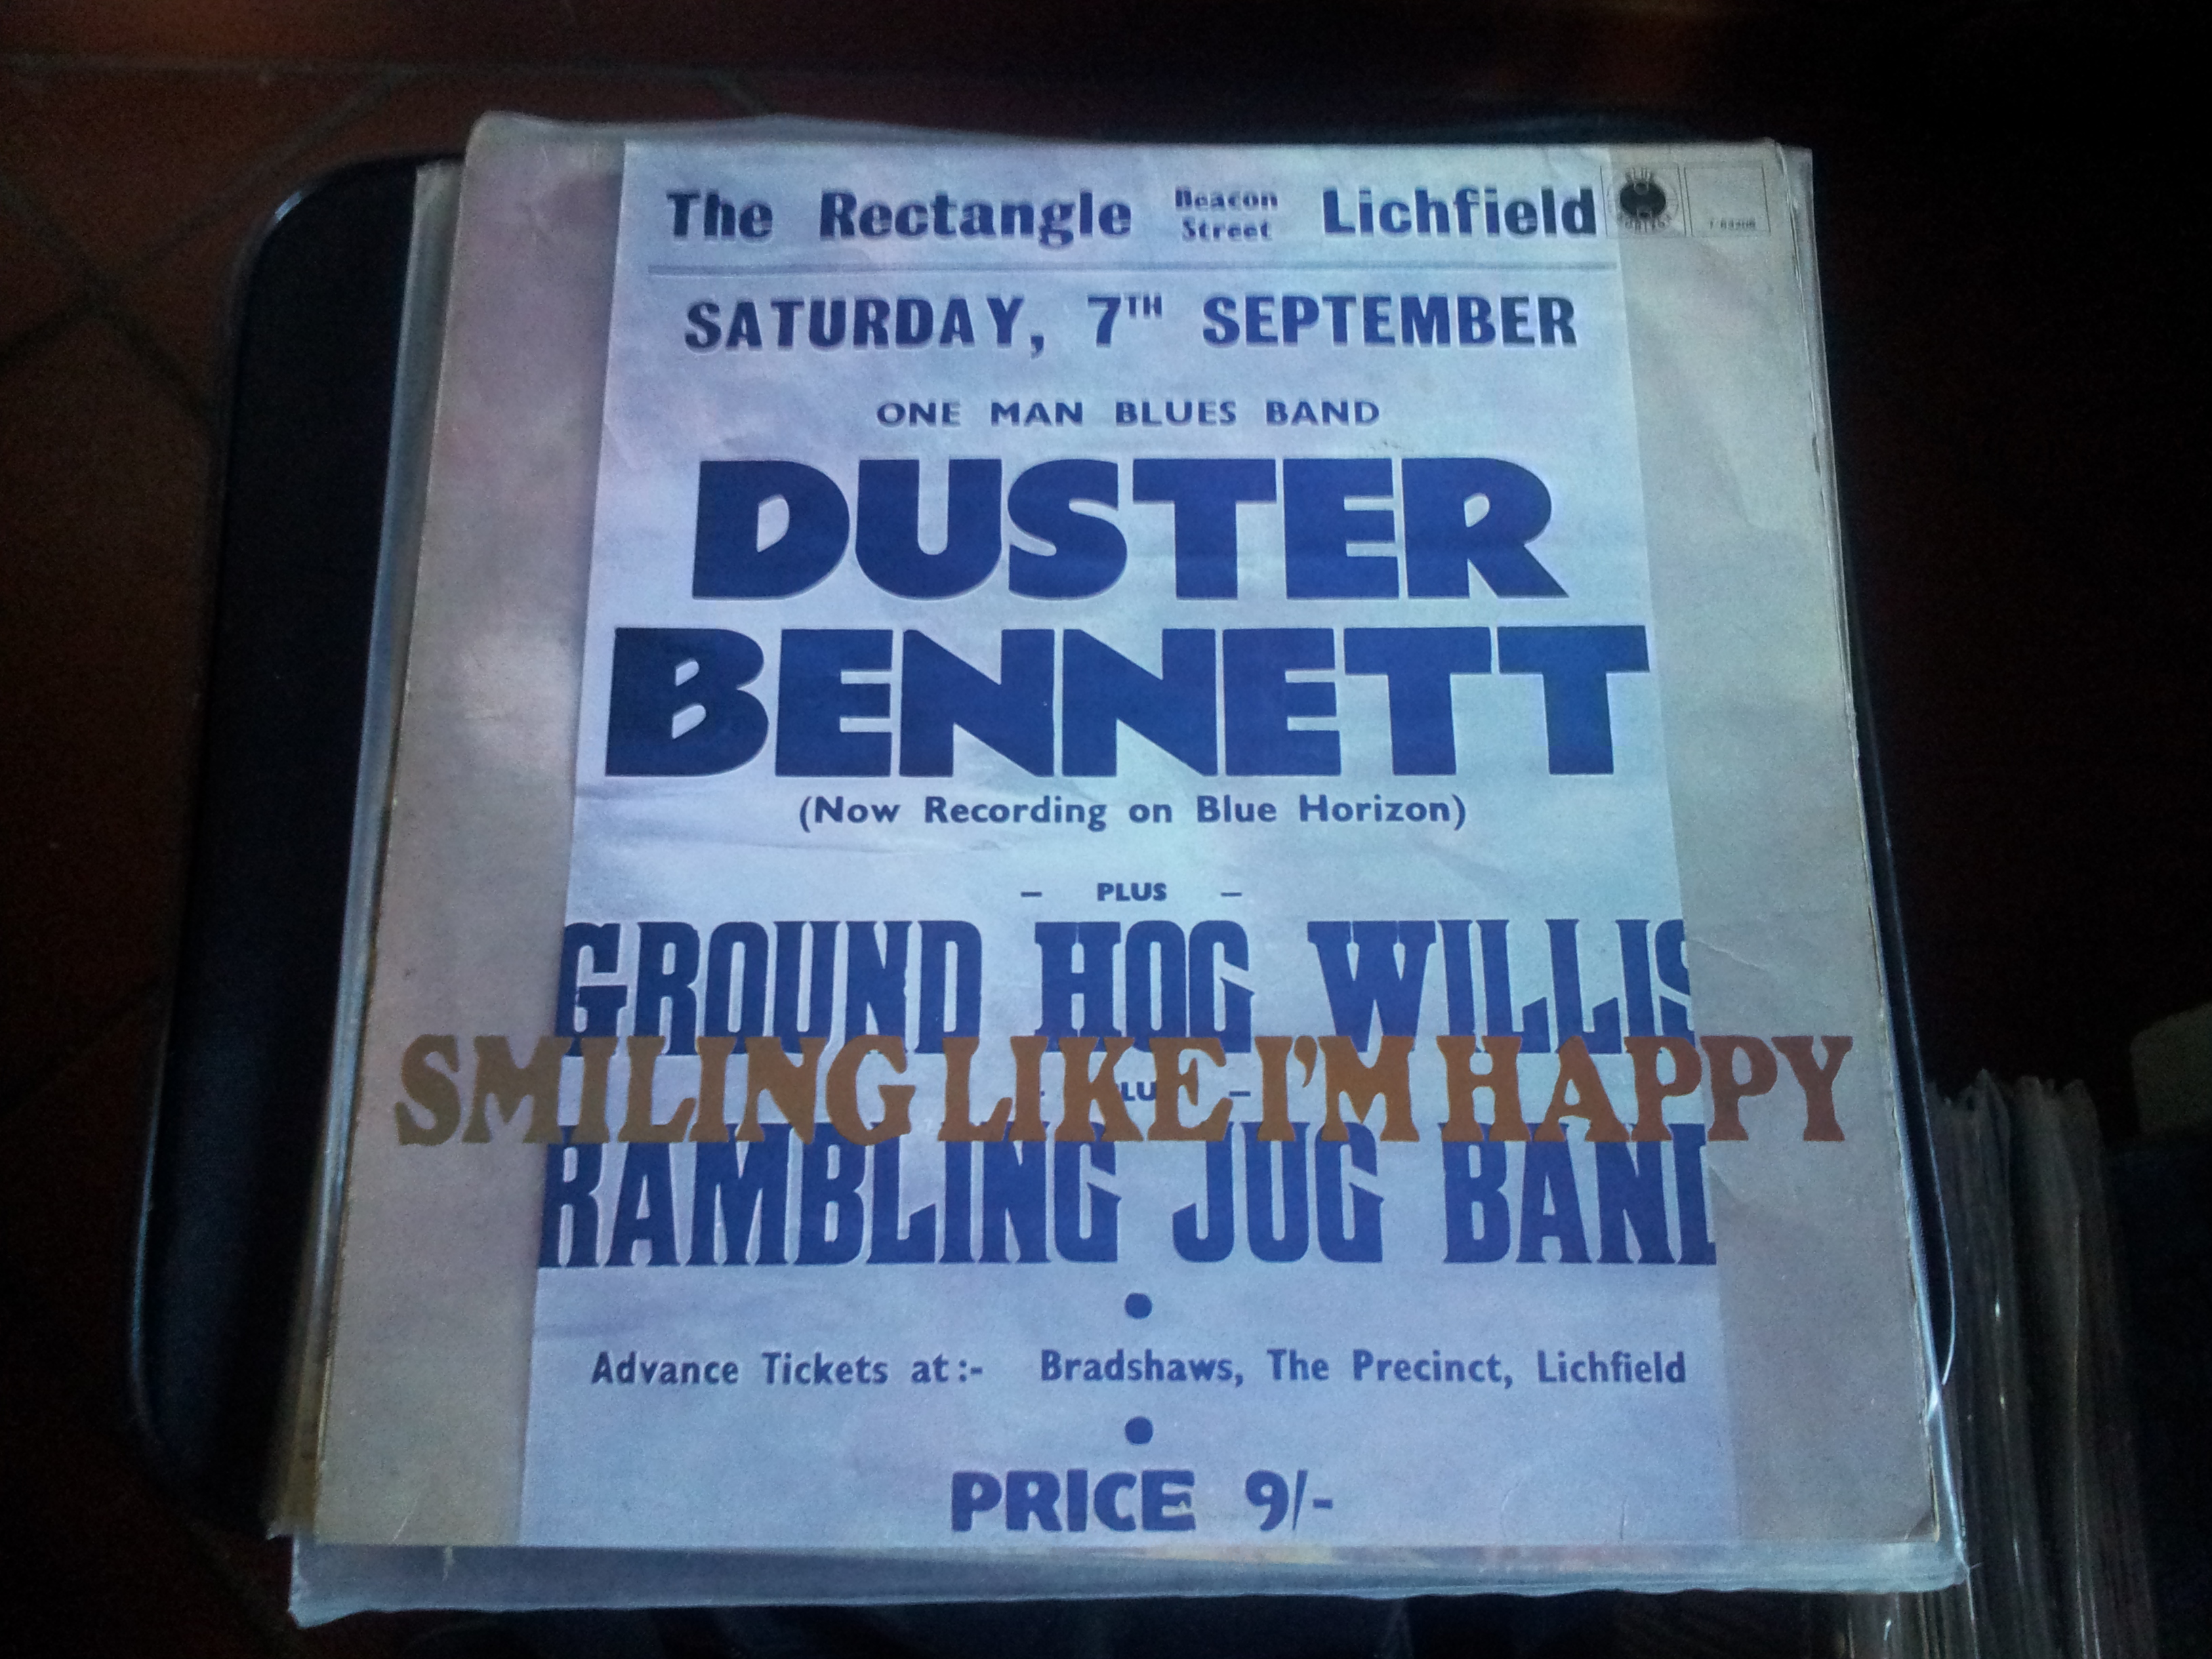 The Rectangle Beacon Street Lichfield
SATURDAY, 7TH SEPTEMBER
ONE MAN BLUES BAND
DUSTER
BENNETT
(Now Recording on Blue Horizon)
- PLUS -
GROUND HOG WILLIS
SMILING LIKE I'M HAPPY
- LU -
RAMBLING JUG BAND
Advance Tickets at:- Bradshaws, The Precinct, Lichfield
PRICE 9/-